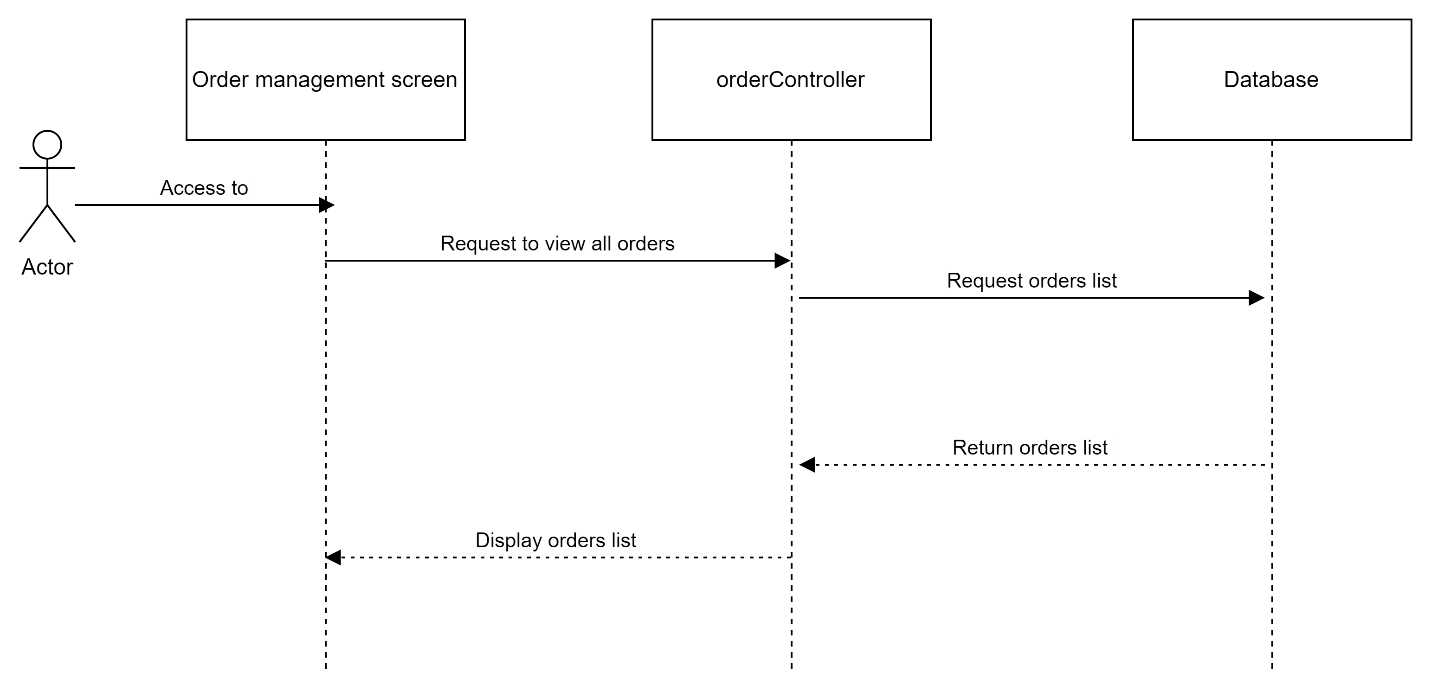 Order management screen
orderController
Database
Access to
Actor
Request to view all orders
Request orders list
Return orders list
Display orders list